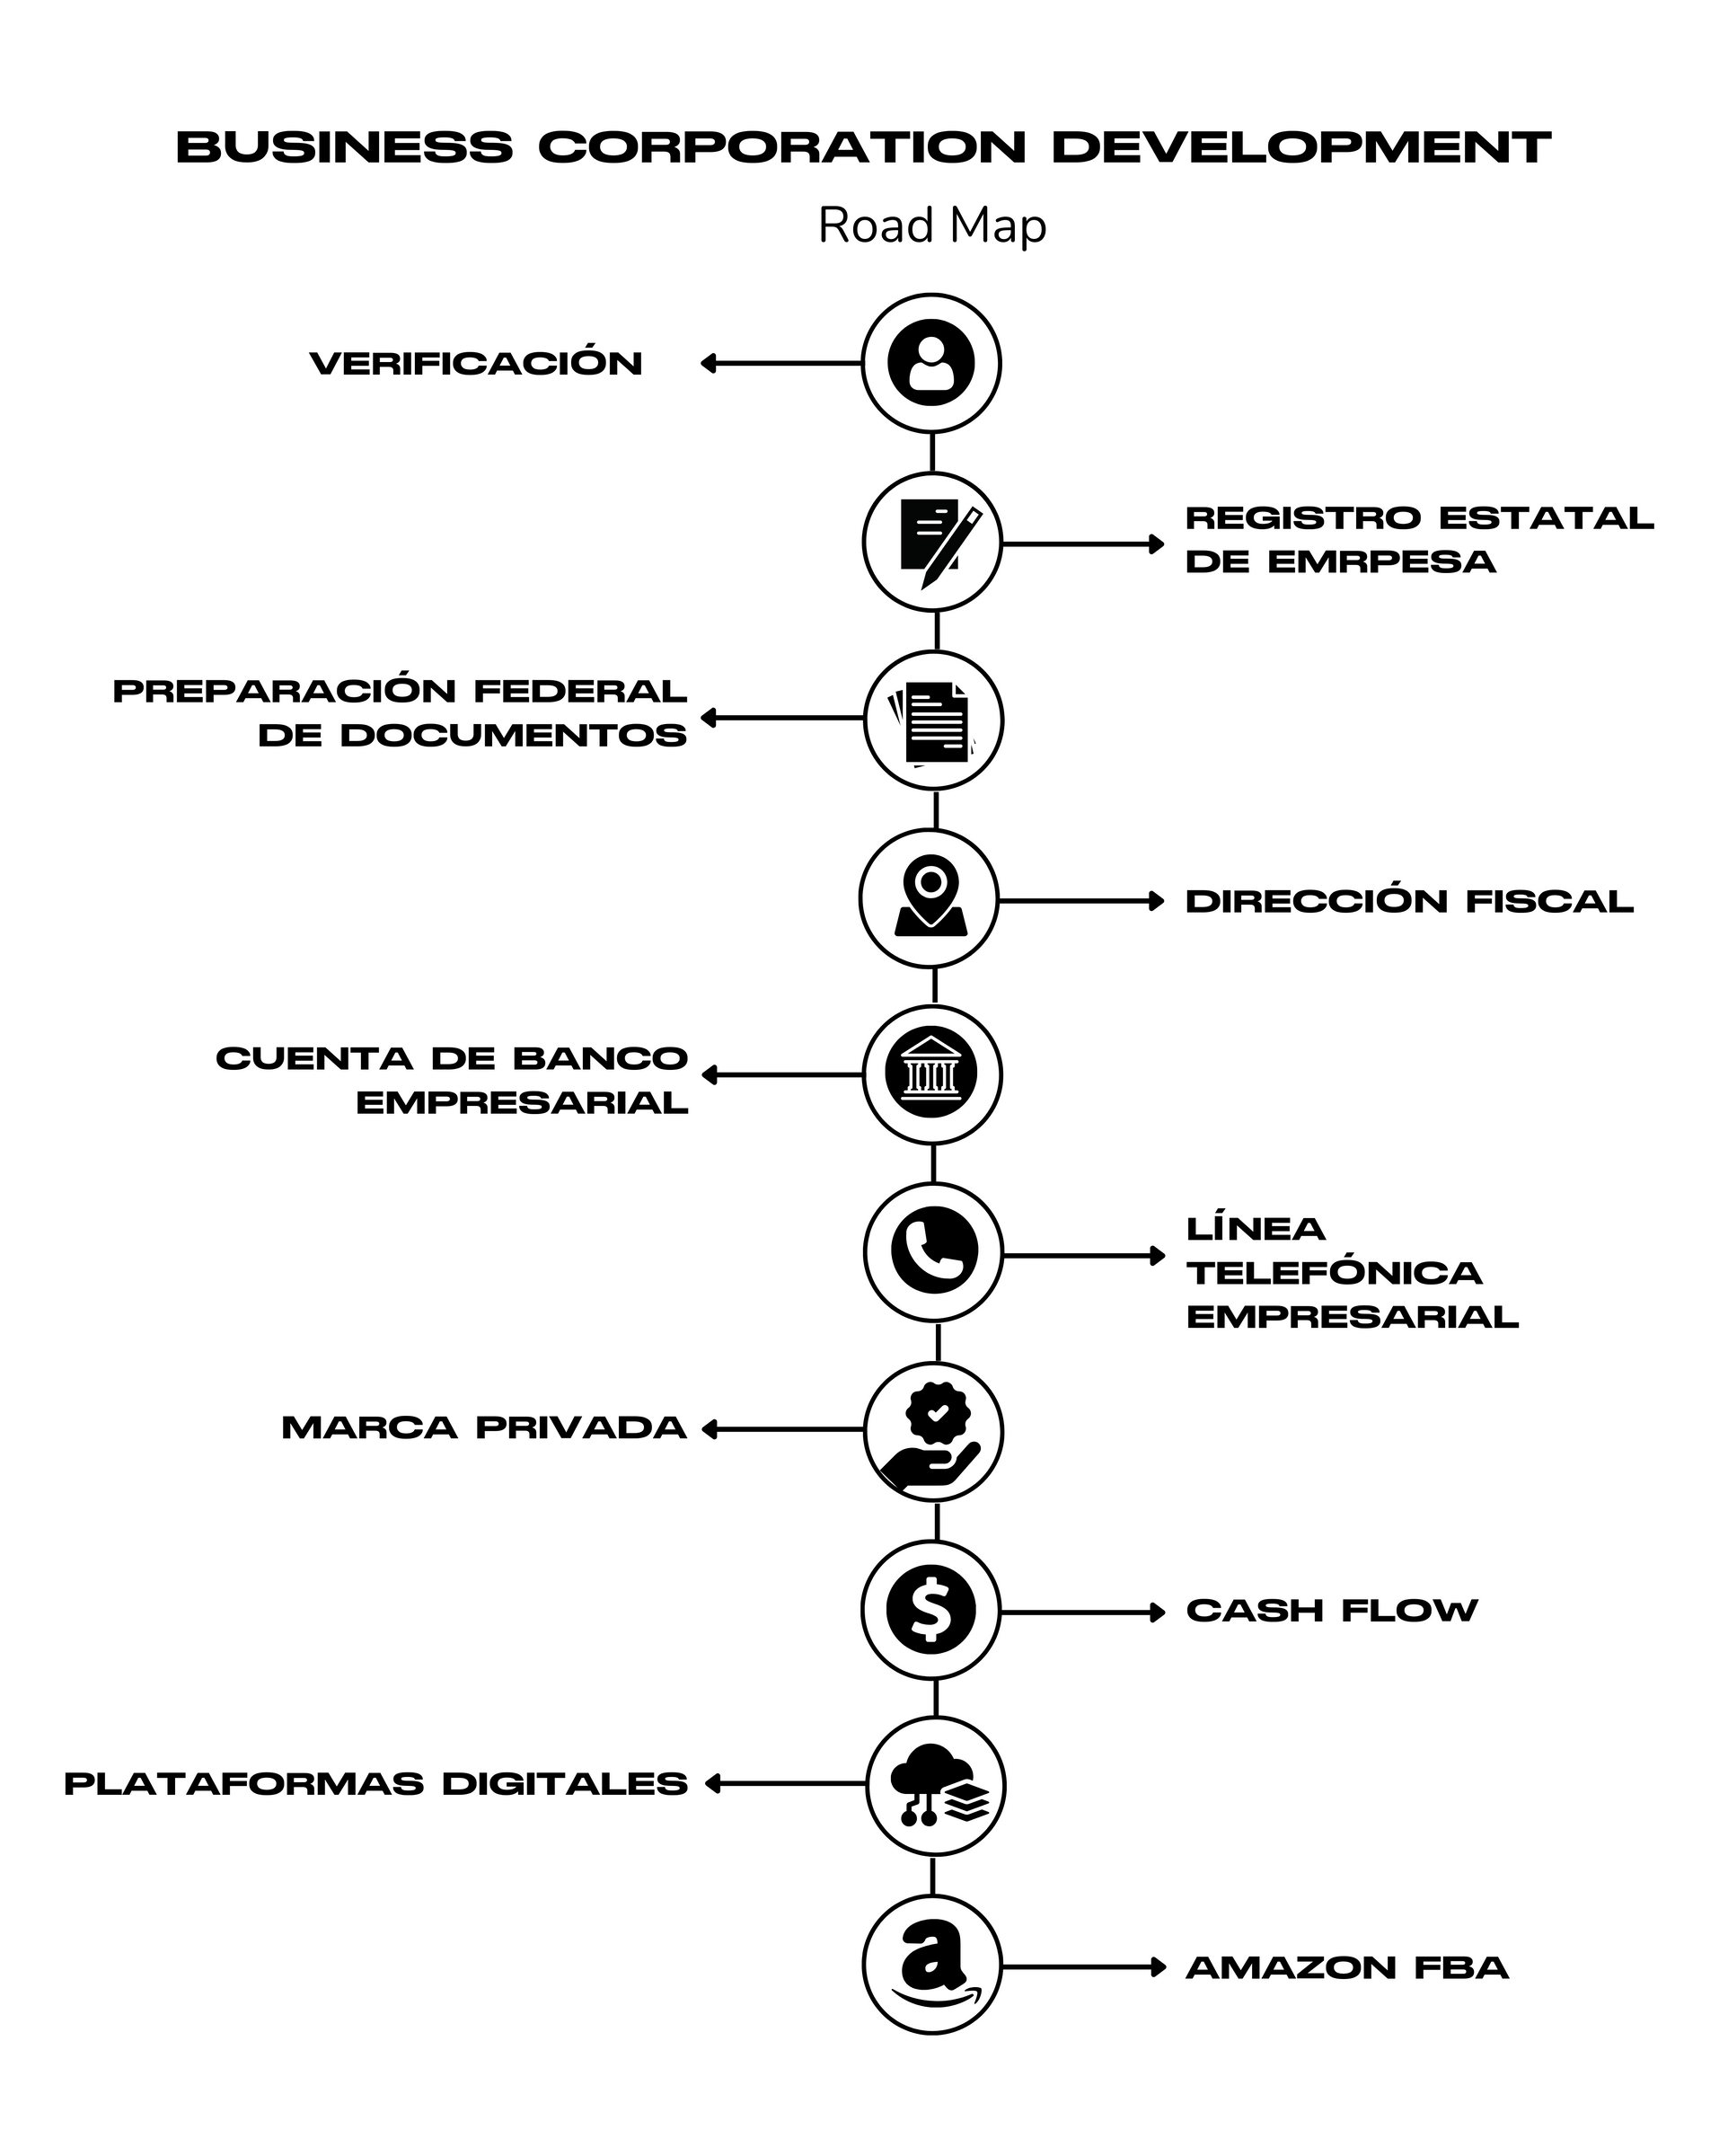 BUSINESS CORPORATION DEVELOPMENT
Road Map
VERIFICACIÓN
REGISTRO ESTATAL
DE EMRPESA
PREPARACIÓN FEDERAL
DE DOCUMENTOS
DIRECCIÓN FISCAL
CUENTA DE BANCO
EMPRESARIAL
LÍNEA
TELEFÓNICA
EMPRESARIAL
MARCA PRIVADA
CASH FLOW
PLATAFORMAS DIGITALES
AMAZON FBA